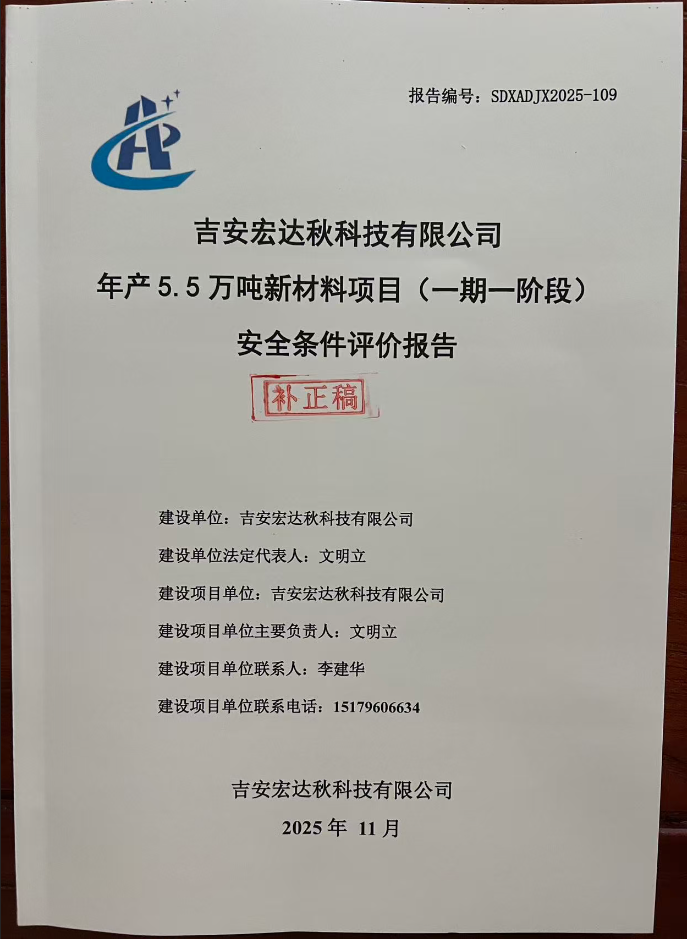 报告编号：SDXADJX2025-109
吉安宏达秋科技有限公司
年产 5.5 万吨新材料项目（一期一阶段）
安全条件评价报告
补正稿
建设单位：吉安宏达秋科技有限公司
建设单位法定代表人：文明立
建设项目单位：吉安宏达秋科技有限公司
建设项目单位主要负责人：文明立
建设项目单位联系人：李建华
建设项目单位联系电话：15179606634
吉安宏达秋科技有限公司
2025 年 11 月